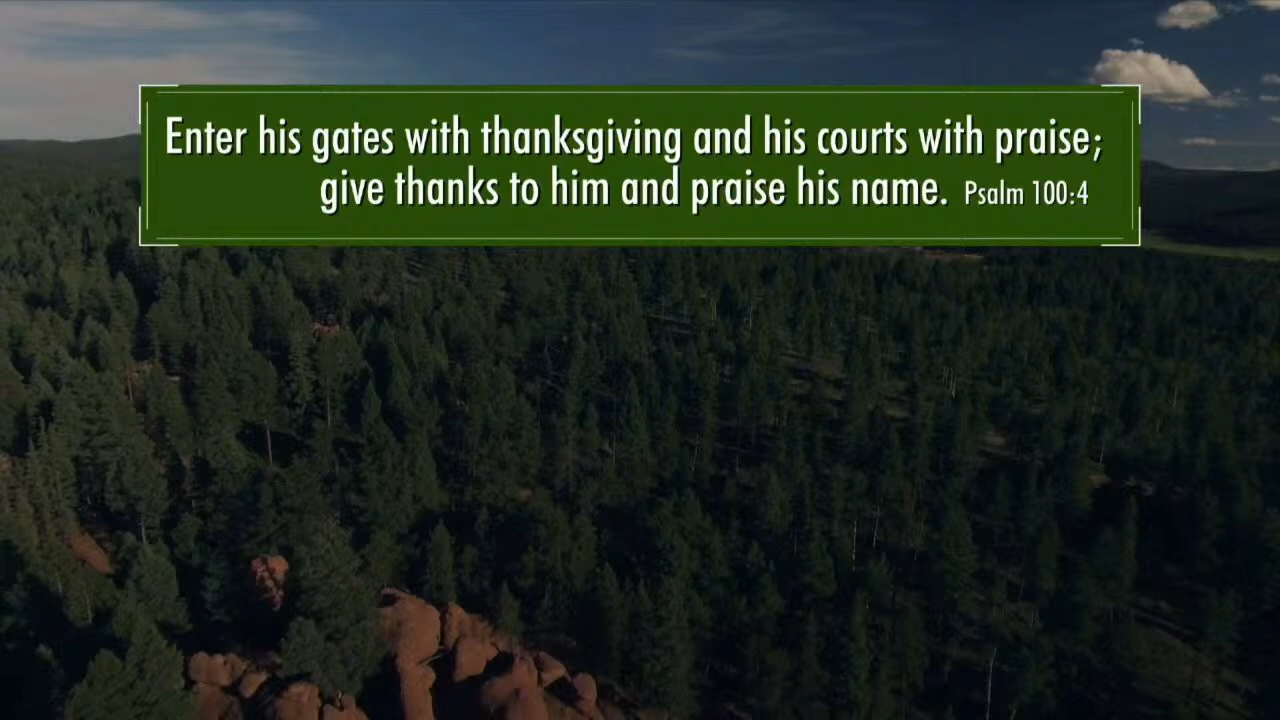 Enter his gates with thanksgiving and his courts with praise;
give thanks to him and praise his name. Psalm 100:4